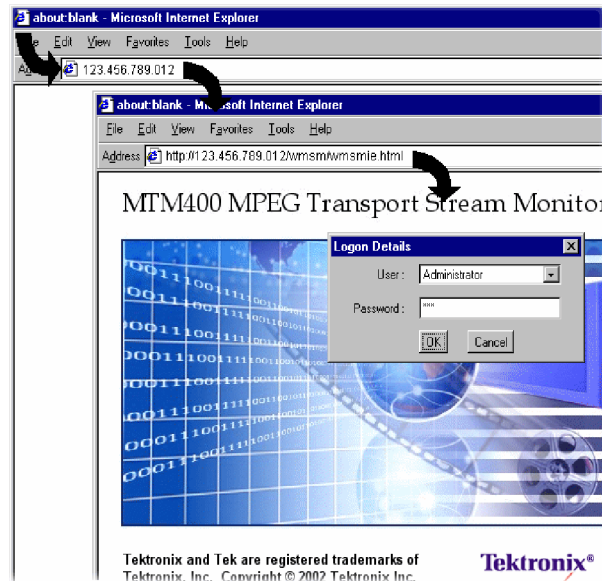 about:blank - Microsoft Internet Explorer
Edit View Favorites Tools Help
123.456.789.012
about:blank - Microsoft Internet Explorer
File Edit View Favorites Tools Help
Address http://123.456.789.012/wmsm/wmsmie.html
MTM400 MPEG Transport Stream Monitor
Logon Details
User: Administrator
Password: ***
OK Cancel
Tektronix and Tek are registered trademarks of
Tektronix, Inc. Copyright © 2002 Tektronix Inc.
Tektronix®